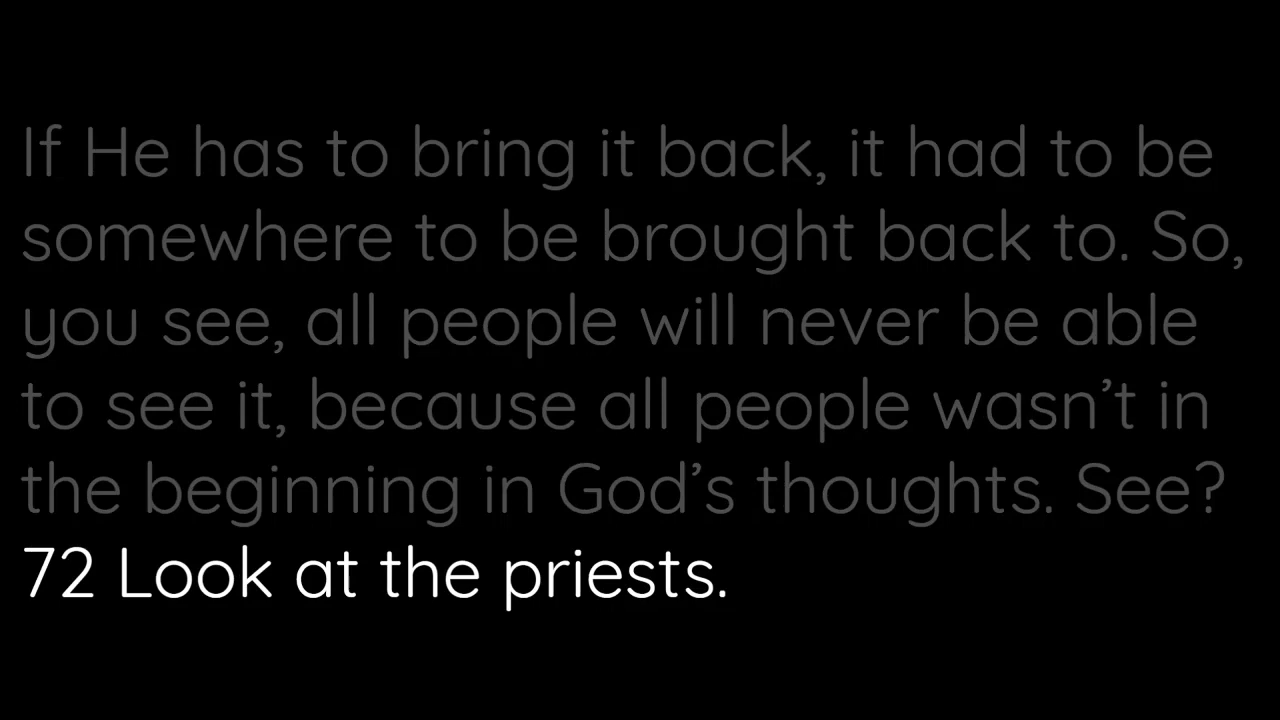 If He has to bring it back, it had to be
somewhere to be brought back to. So,
you see, all people will never be able
to see it, because all people wasn’t in
the beginning in God’s thoughts. See?
72 Look at the priests.